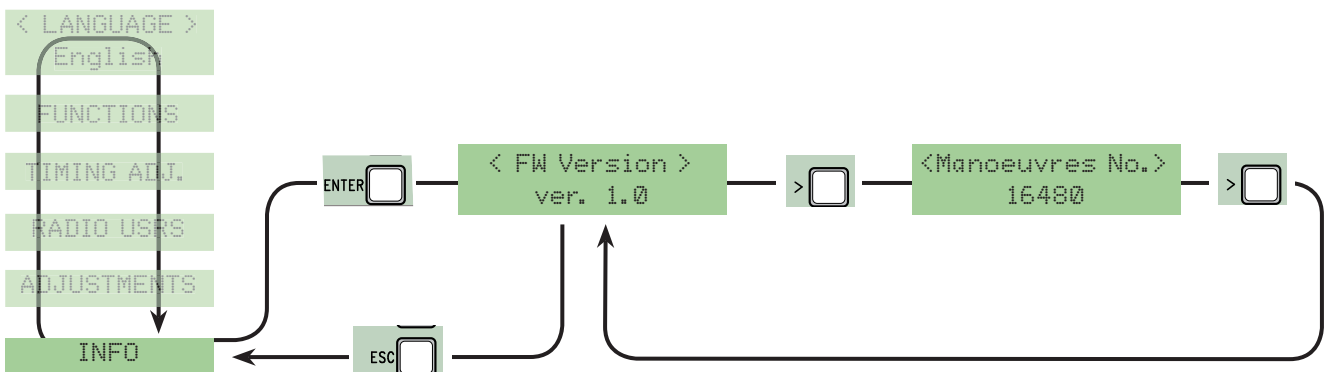 < LANGUAGE >
English
FUNCTIONS
TIMING ADJ.
RADIO USRS
ADJUSTMENTS
INFO
ENTER
< FW Version >
ver. 1.0
>
<Manoeuvres No.>
16480
>
ESC